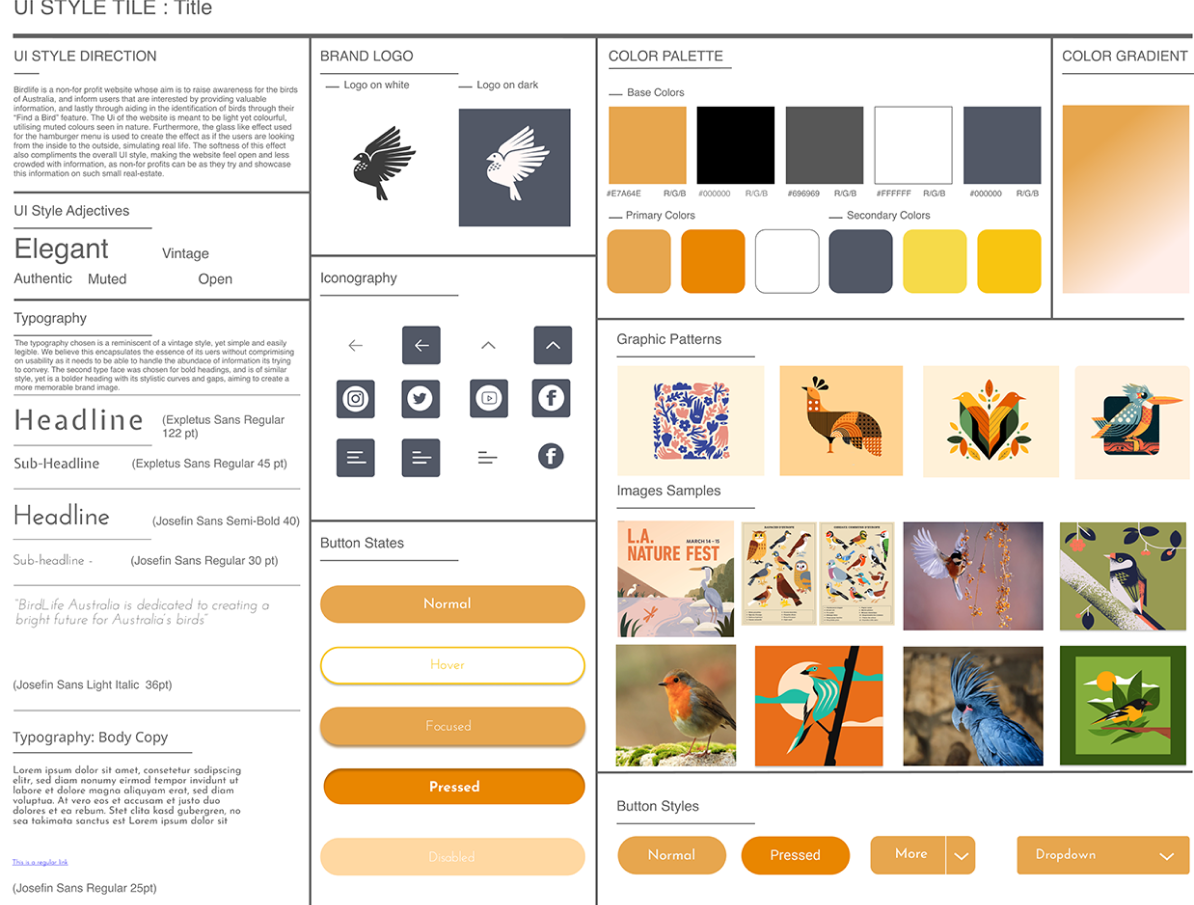 UI STYLE TILE : Title
UI STYLE DIRECTION
Birdlife is a non-for profit website whose aim is to raise awareness for the birds
of Australia, and inform users that are interested by providing valuable
information, and lastly through aiding in the identification of birds through their
“Find a Bird” feature. The Ui of the website is meant to be light yet colourful,
utilising muted colours seen in nature. Furthermore, the glass like effect used
for the hamburger menu is used to create the effect as if the users are looking
from the inside to the outside, simulating real life. The softness of this effect
also compliments the overall UI style, making the website feel open and less
crowded with information, as non-for profits can be as they try and showcase
this information on such small real-estate.
UI Style Adjectives
Elegant
Vintage
Authentic
Muted
Open
Typography
The typography chosen is a reminiscent of a vintage style, yet simple and easily
legible. We believe this encapsulates the essence of its uers without comprimising
on usability as it needs to be able to handle the abundace of information its trying
to convey. The second type face was chosen for bold headings, and is of similar
style, yet is a bolder heading with its stylistic curves and gaps, aiming to create a
more memorable brand image.
Headline
(Expletus Sans Regular
122 pt)
Sub-Headline
(Expletus Sans Regular 45 pt)
Headline
(Josefin Sans Semi-Bold 40)
Sub-headline -
(Josefin Sans Regular 30 pt)
“BirdLife Australia is dedicated to creating a
bright future for Australia’s birds”
(Josefin Sans Light Italic 36pt)
Typography: Body Copy
Lorem ipsum dolor sit amet, consetetur sadipscing
elitr, sed diam nonumy eirmod tempor invidunt ut
labore et dolore magna aliquyam erat, sed diam
voluptua. At vero eos et accusam et justo duo
dolores et ea rebum. Stet clita kasd gubergren, no
sea takimata sanctus est Lorem ipsum dolor sit
This is a regular link
(Josefin Sans Regular 25pt)
BRAND LOGO
Logo on white
Logo on dark
Iconography
Button States
Normal
Hover
Focused
Pressed
Disabled
COLOR PALETTE
Base Colors
#E7A64E R/G/B
#000000 R/G/B
#696969 R/G/B
#FFFFFF R/G/B
#000000 R/G/B
Primary Colors
Secondary Colors
COLOR GRADIENT
Graphic Patterns
Images Samples
L.A.
NATURE FEST
MARCH 14 – 15
Button Styles
Normal
Pressed
More
Dropdown